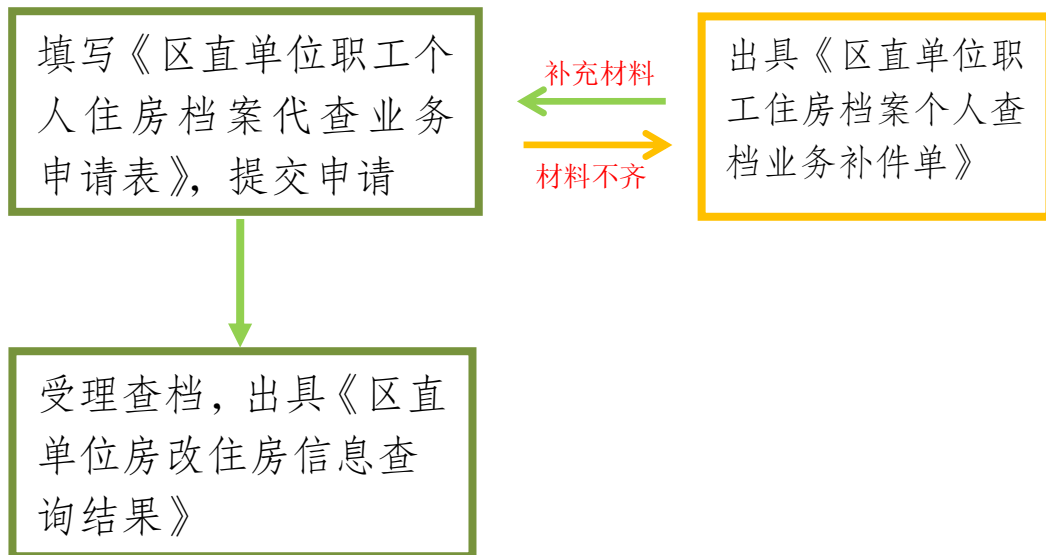 填写《区直单位职工个
人住房档案代查业务
申请表》，提交申请
补充材料
材料不齐
出具《区直单位职
工住房档案个人查
档业务补件单》
受理查档，出具《区直
单位房改住房信息查
询结果》